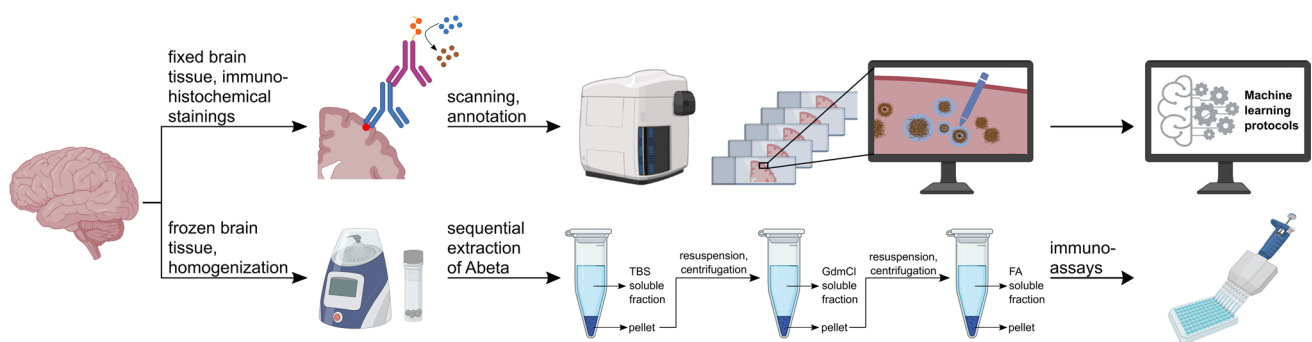 fixed brain
tissue, immuno-
histochemical
stainings
scanning,
annotation
Machine
learning
protocols
frozen brain
tissue,
homogenization
sequential
extraction
of Abeta
TBS
soluble
fraction
pellet
resuspension,
centrifugation
GdmCl
soluble
fraction
pellet
resuspension,
centrifugation
FA
soluble
fraction
pellet
immuno-
assays